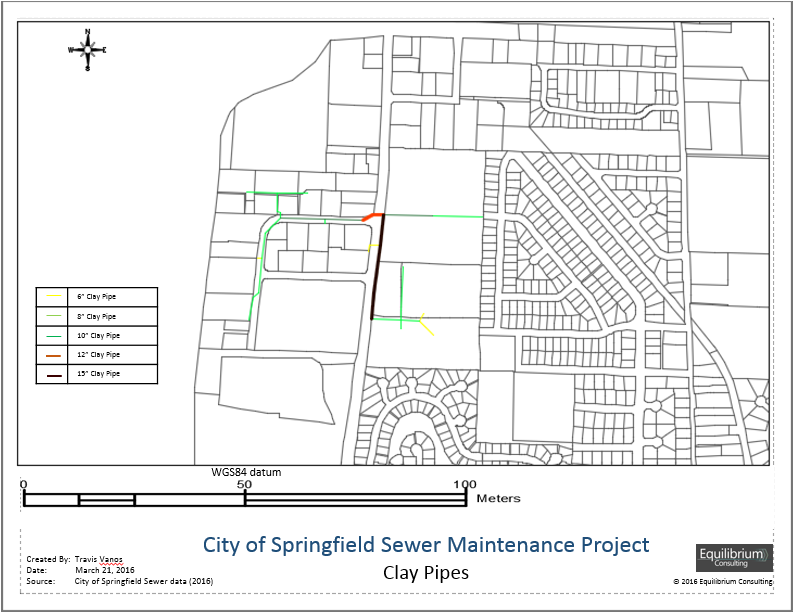 N
W E
S
6" Clay Pipe
8" Clay Pipe
10" Clay Pipe
12" Clay Pipe
15" Clay Pipe
WGS84 datum
0 50 100
Meters
City of Springfield Sewer Maintenance Project
Clay Pipes
Created By: Travis Vanos
Date: March 21, 2016
Source: City of Springfield Sewer data (2016)
Equilibrium
Consulting
© 2016 Equilibrium Consulting